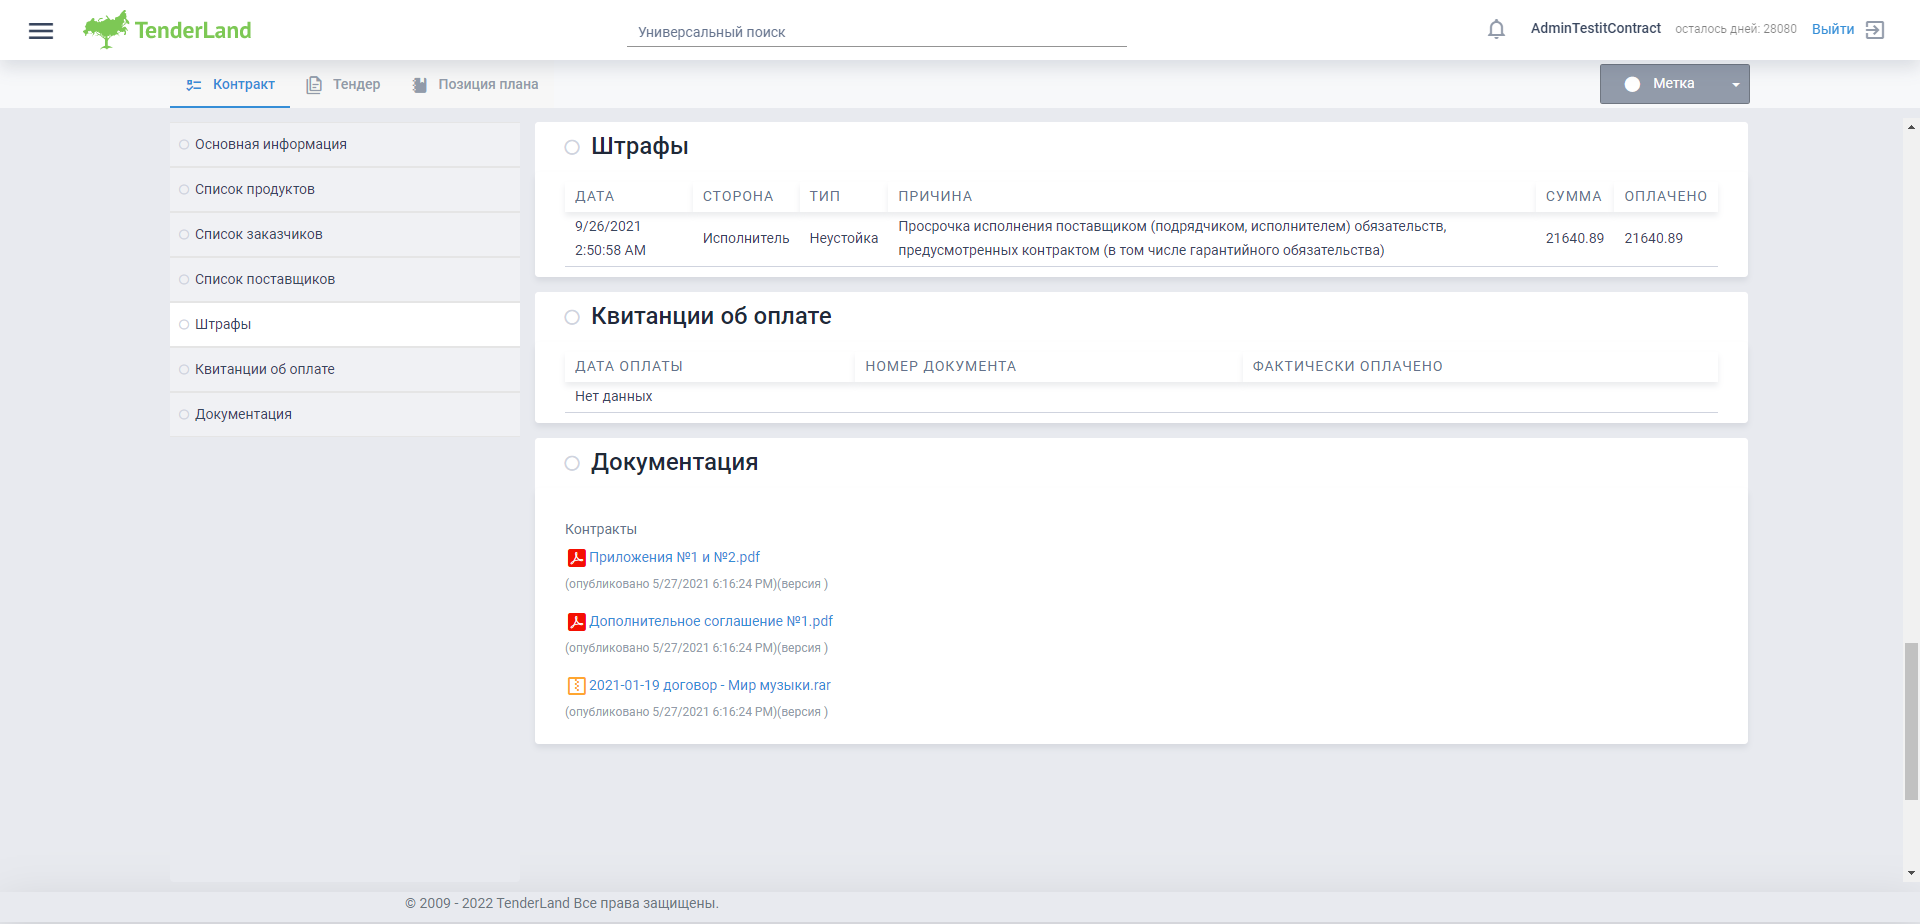 TenderLand
Универсальный поиск
AdminTestitContract осталось дней: 28080 Выйти
Контракт Тендер Позиция плана Метка
Основная информация
Список продуктов
Список заказчиков
Список поставщиков
Штрафы
Квитанции об оплате
Документация
Штрафы
ДАТА СТОРОНА ТИП ПРИЧИНА СУММА ОПЛАЧЕНО
9/26/2021
2:50:58 AM
Исполнитель Неустойка
Просрочка исполнения поставщиком (подрядчиком, исполнителем) обязательств,
предусмотренных контрактом (в том числе гарантийного обязательства)
21640.89 21640.89
Квитанции об оплате
ДАТА ОПЛАТЫ НОМЕР ДОКУМЕНТА ФАКТИЧЕСКИ ОПЛАЧЕНО
Нет данных
Документация
Контракты
Приложения №1 и №2.pdf
(опубликовано 5/27/2021 6:16:24 PM)(версия )
Дополнительное соглашение №1.pdf
(опубликовано 5/27/2021 6:16:24 PM)(версия )
2021-01-19 договор - Мир музыки.rar
(опубликовано 5/27/2021 6:16:24 PM)(версия )
© 2009 - 2022 TenderLand Все права защищены.